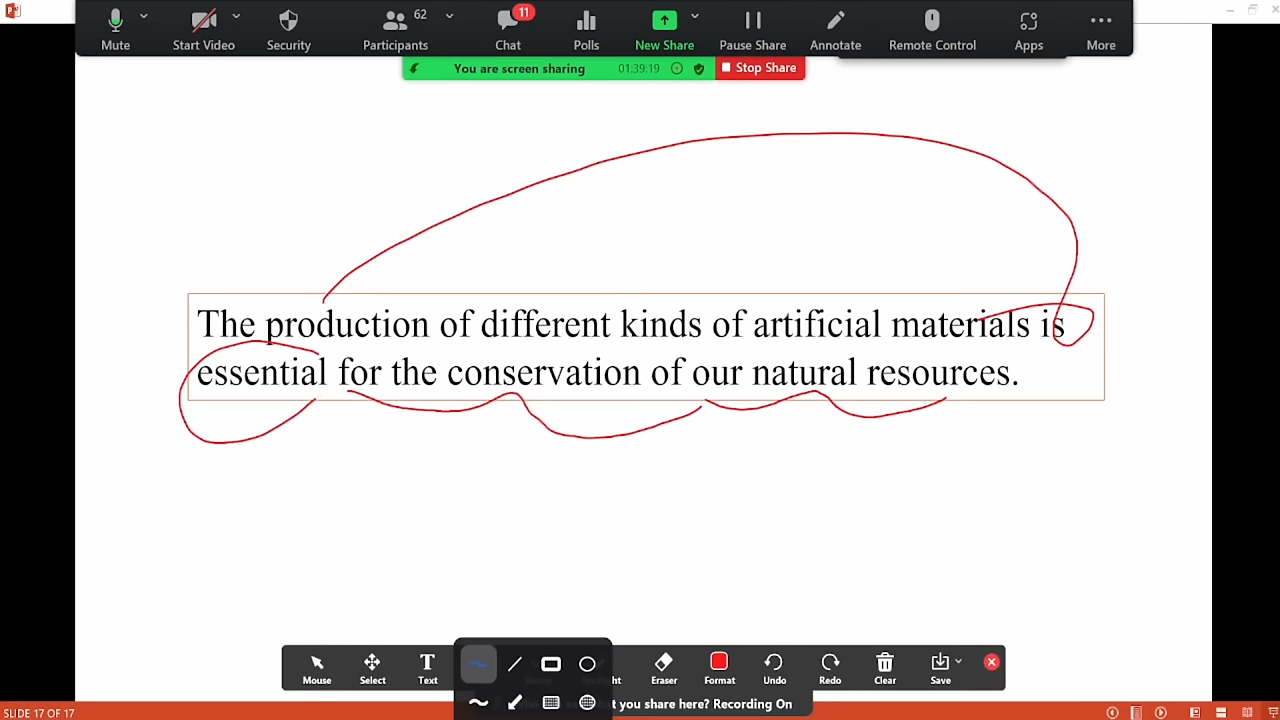 Mute
Start Video
Security
Participants
62
Chat
11
Polls
New Share
Pause Share
Annotate
Remote Control
Apps
More
You are screen sharing
01:39:19
Stop Share
The production of different kinds of artificial materials is
essential for the conservation of our natural resources.
Mouse
Select
Text
Eraser
Format
Undo
Redo
Clear
Save
you share here? Recording On
SLIDE 17 OF 17